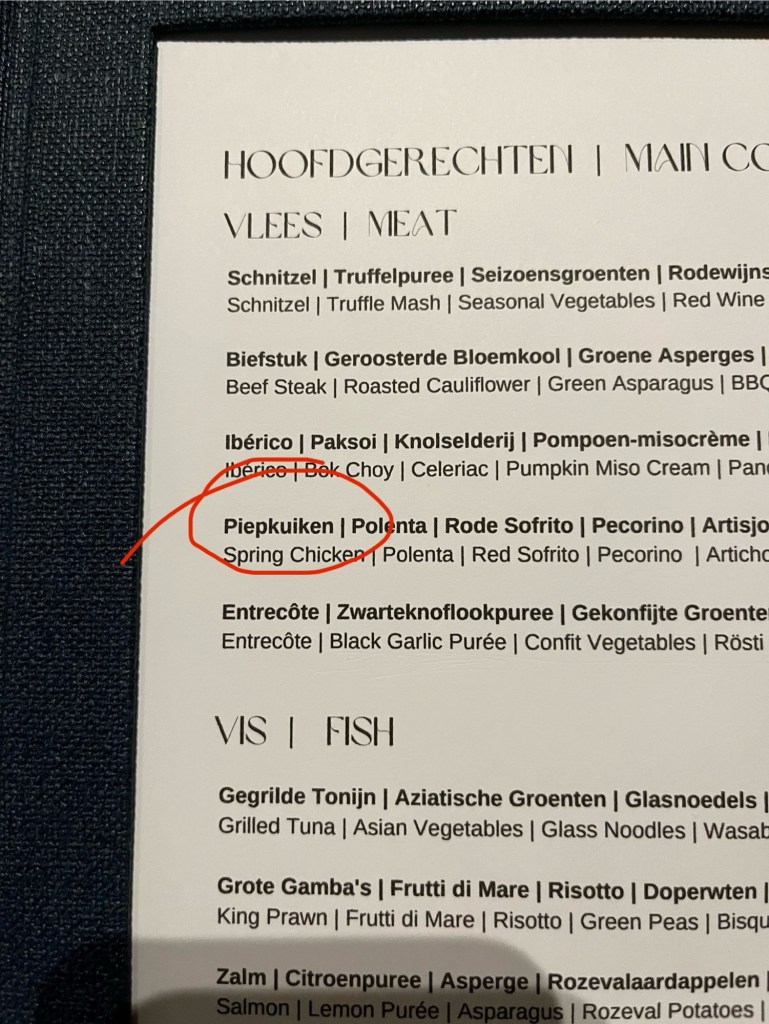 HOOFDGERECHTEN | MAIN
VLEES | MEAT
Schnitzel | Truffelpuree | Seizoensgroenten | Rodewijns
Schnitzel | Truffle Mash | Seasonal Vegetables | Red Wine
Biefstuk | Geroosterde Bloemkool | Groene Asperges |
Beef Steak | Roasted Cauliflower | Green Asparagus | BBQ
Ibérico | Paksoi | Knolselderij | Pompoen-misocrème |
Ibérico | Bok Choy | Celeriac | Pumpkin Miso Cream |
Piepkuiken | Polenta | Rode Sofrito | Pecorino | Artisjo
Spring Chicken | Polenta | Red Sofrito | Pecorino | Articho
Entrecôte | Zwarteknoflookpuree | Gekonfijte Groente
Entrecôte | Black Garlic Purée | Confit Vegetables | Rösti
VIS | FISH
Gegrilde Tonijn | Aziatische Groenten | Glasnoedels |
Grilled Tuna | Asian Vegetables | Glass Noodles | Wasab
Grote Gamba's | Frutti di Mare | Risotto | Doperwten |
King Prawn | Frutti di Mare | Risotto | Green Peas | Bisqu
Zalm | Citroenpuree | Asperge | Rozevalaardappelen |
Salmon | Lemon Purée | Asparagus | Rozeval Potatoes |